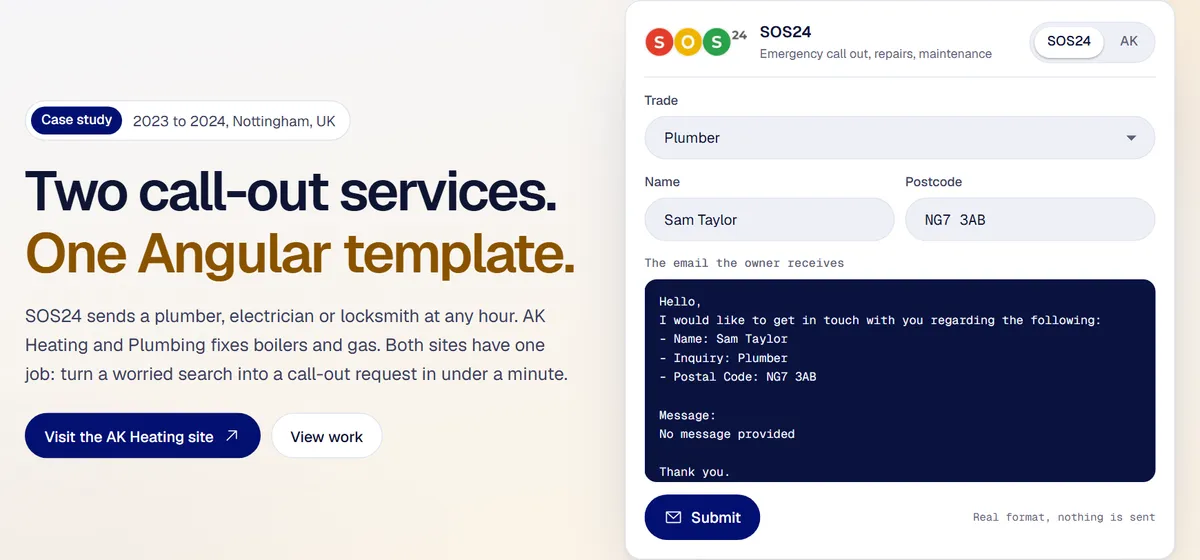 Case study 2023 to 2024, Nottingham, UK
Two call-out services.
One Angular template.
SOS24 sends a plumber, electrician or locksmith at any hour. AK
Heating and Plumbing fixes boilers and gas. Both sites have one
job: turn a worried search into a call-out request in under a minute.
Visit the AK Heating site View work
SOS 24
SOS24
Emergency call out, repairs, maintenance
SOS24 AK
Trade
Plumber
Name Postcode
Sam Taylor NG7 3AB
The email the owner receives
Hello,
I would like to get in touch with you regarding the following:
- Name: Sam Taylor
- Inquiry: Plumber
- Postal Code: NG7 3AB
Message:
No message provided
Thank you.
Submit Real format, nothing is sent